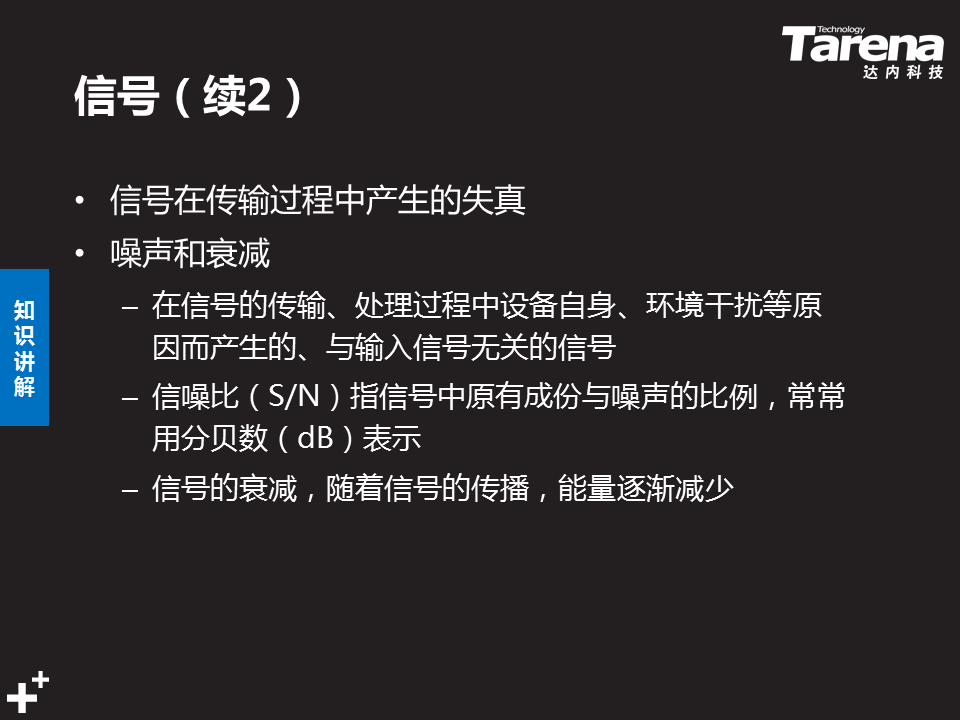 Technology
Tarena
达内科技
信号（续2）
• 信号在传输过程中产生的失真
• 噪声和衰减
– 在信号的传输、处理过程中设备自身、环境干扰等原
因而产生的、与输入信号无关的信号
– 信噪比（S/N）指信号中原有成份与噪声的比例，常常
用分贝数（dB）表示
– 信号的衰减，随着信号的传播，能量逐渐减少
知
识
讲
解